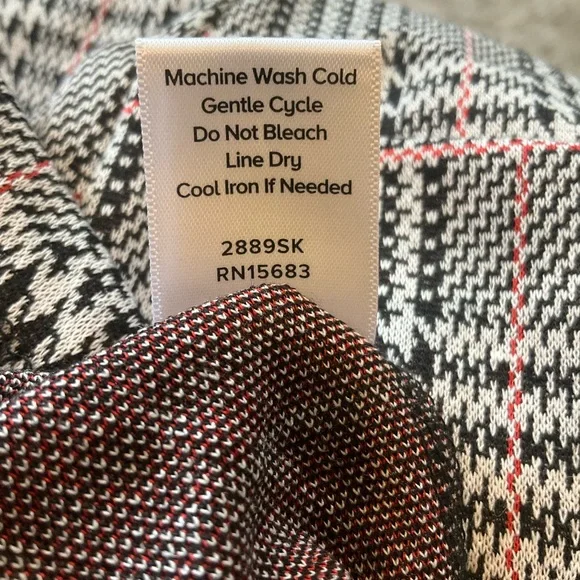 Machine Wash Cold
Gentle Cycle
Do Not Bleach
Line Dry
Cool Iron If Needed
2889SK
RN15683